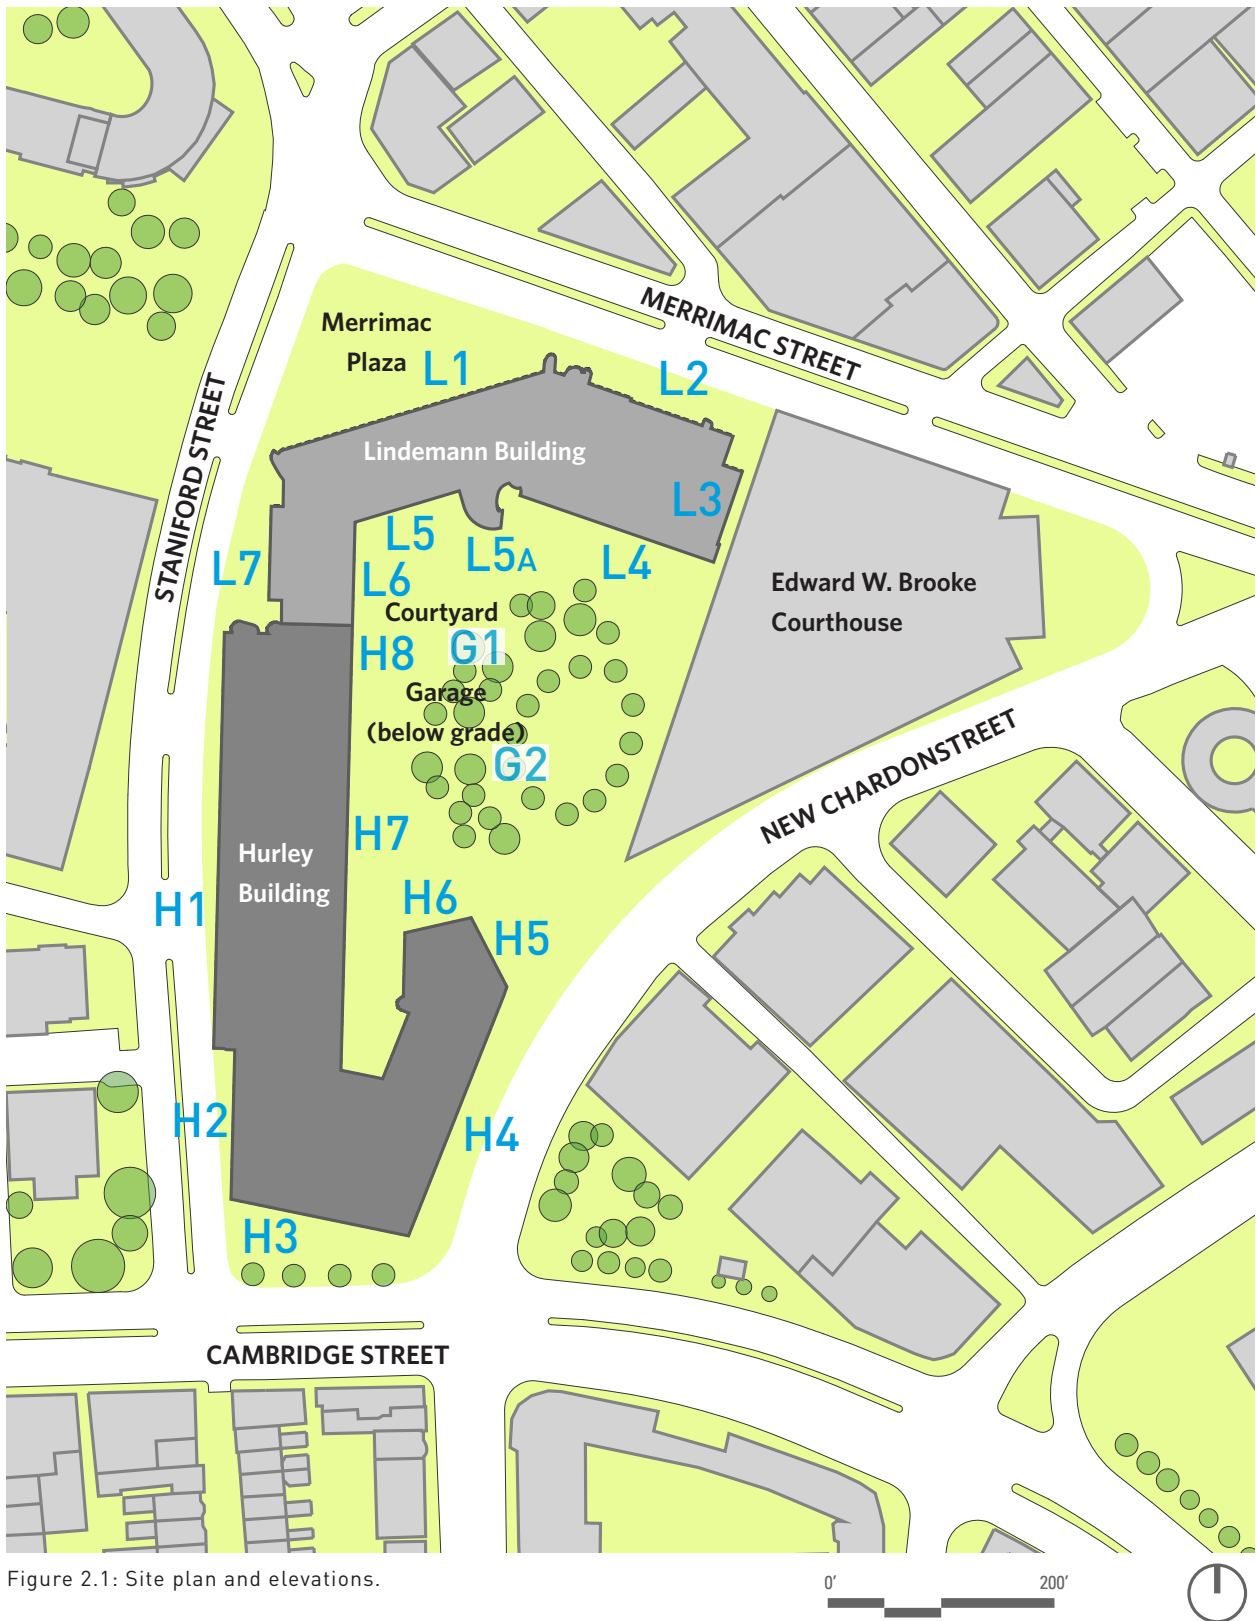 Merrimac
Plaza
L1
L2
MERRIMAC STREET
STANIFORD STREET
Lindemann Building
L3
L5
L5A
L4
L7
L6
Edward W. Brooke
Courthouse
Courtyard
G1
H8
Garage
(below grade)
G2
NEW CHARDONSTREET
H7
Hurley
Building
H1
H6
H5
H2
H4
H3
CAMBRIDGE STREET
Figure 2.1: Site plan and elevations.
0' 200'